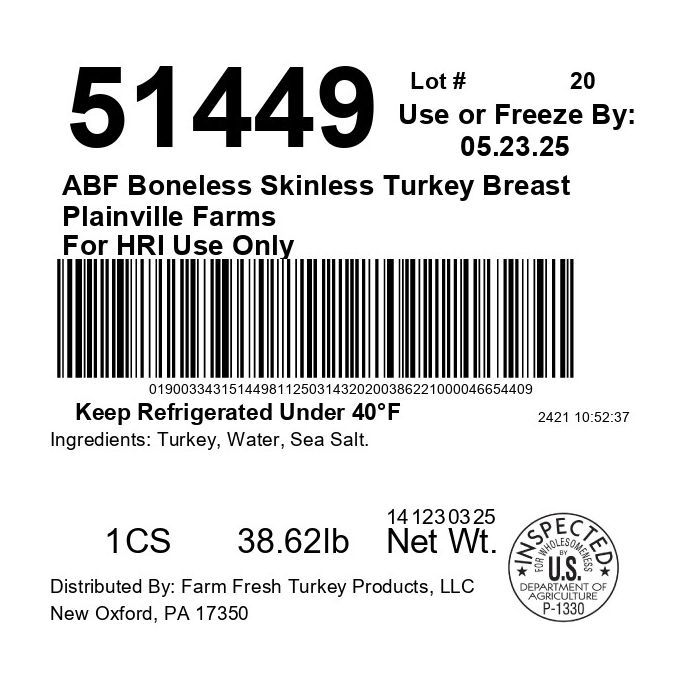 51449
Lot # 20
Use or Freeze By:
05.23.25
ABF Boneless Skinless Turkey Breast
Plainville Farms
For HRI Use Only
019003343151449811250314320200386221000046654409
Keep Refrigerated Under 40°F
2421 10:52:37
Ingredients: Turkey, Water, Sea Salt.
14 123 03 25
1CS 38.62lb Net Wt.
INSPECTED
FOR WHOLESOMENESS
BY
U.S.
DEPARTMENT OF
AGRICULTURE
P-1330
Distributed By: Farm Fresh Turkey Products, LLC
New Oxford, PA 17350